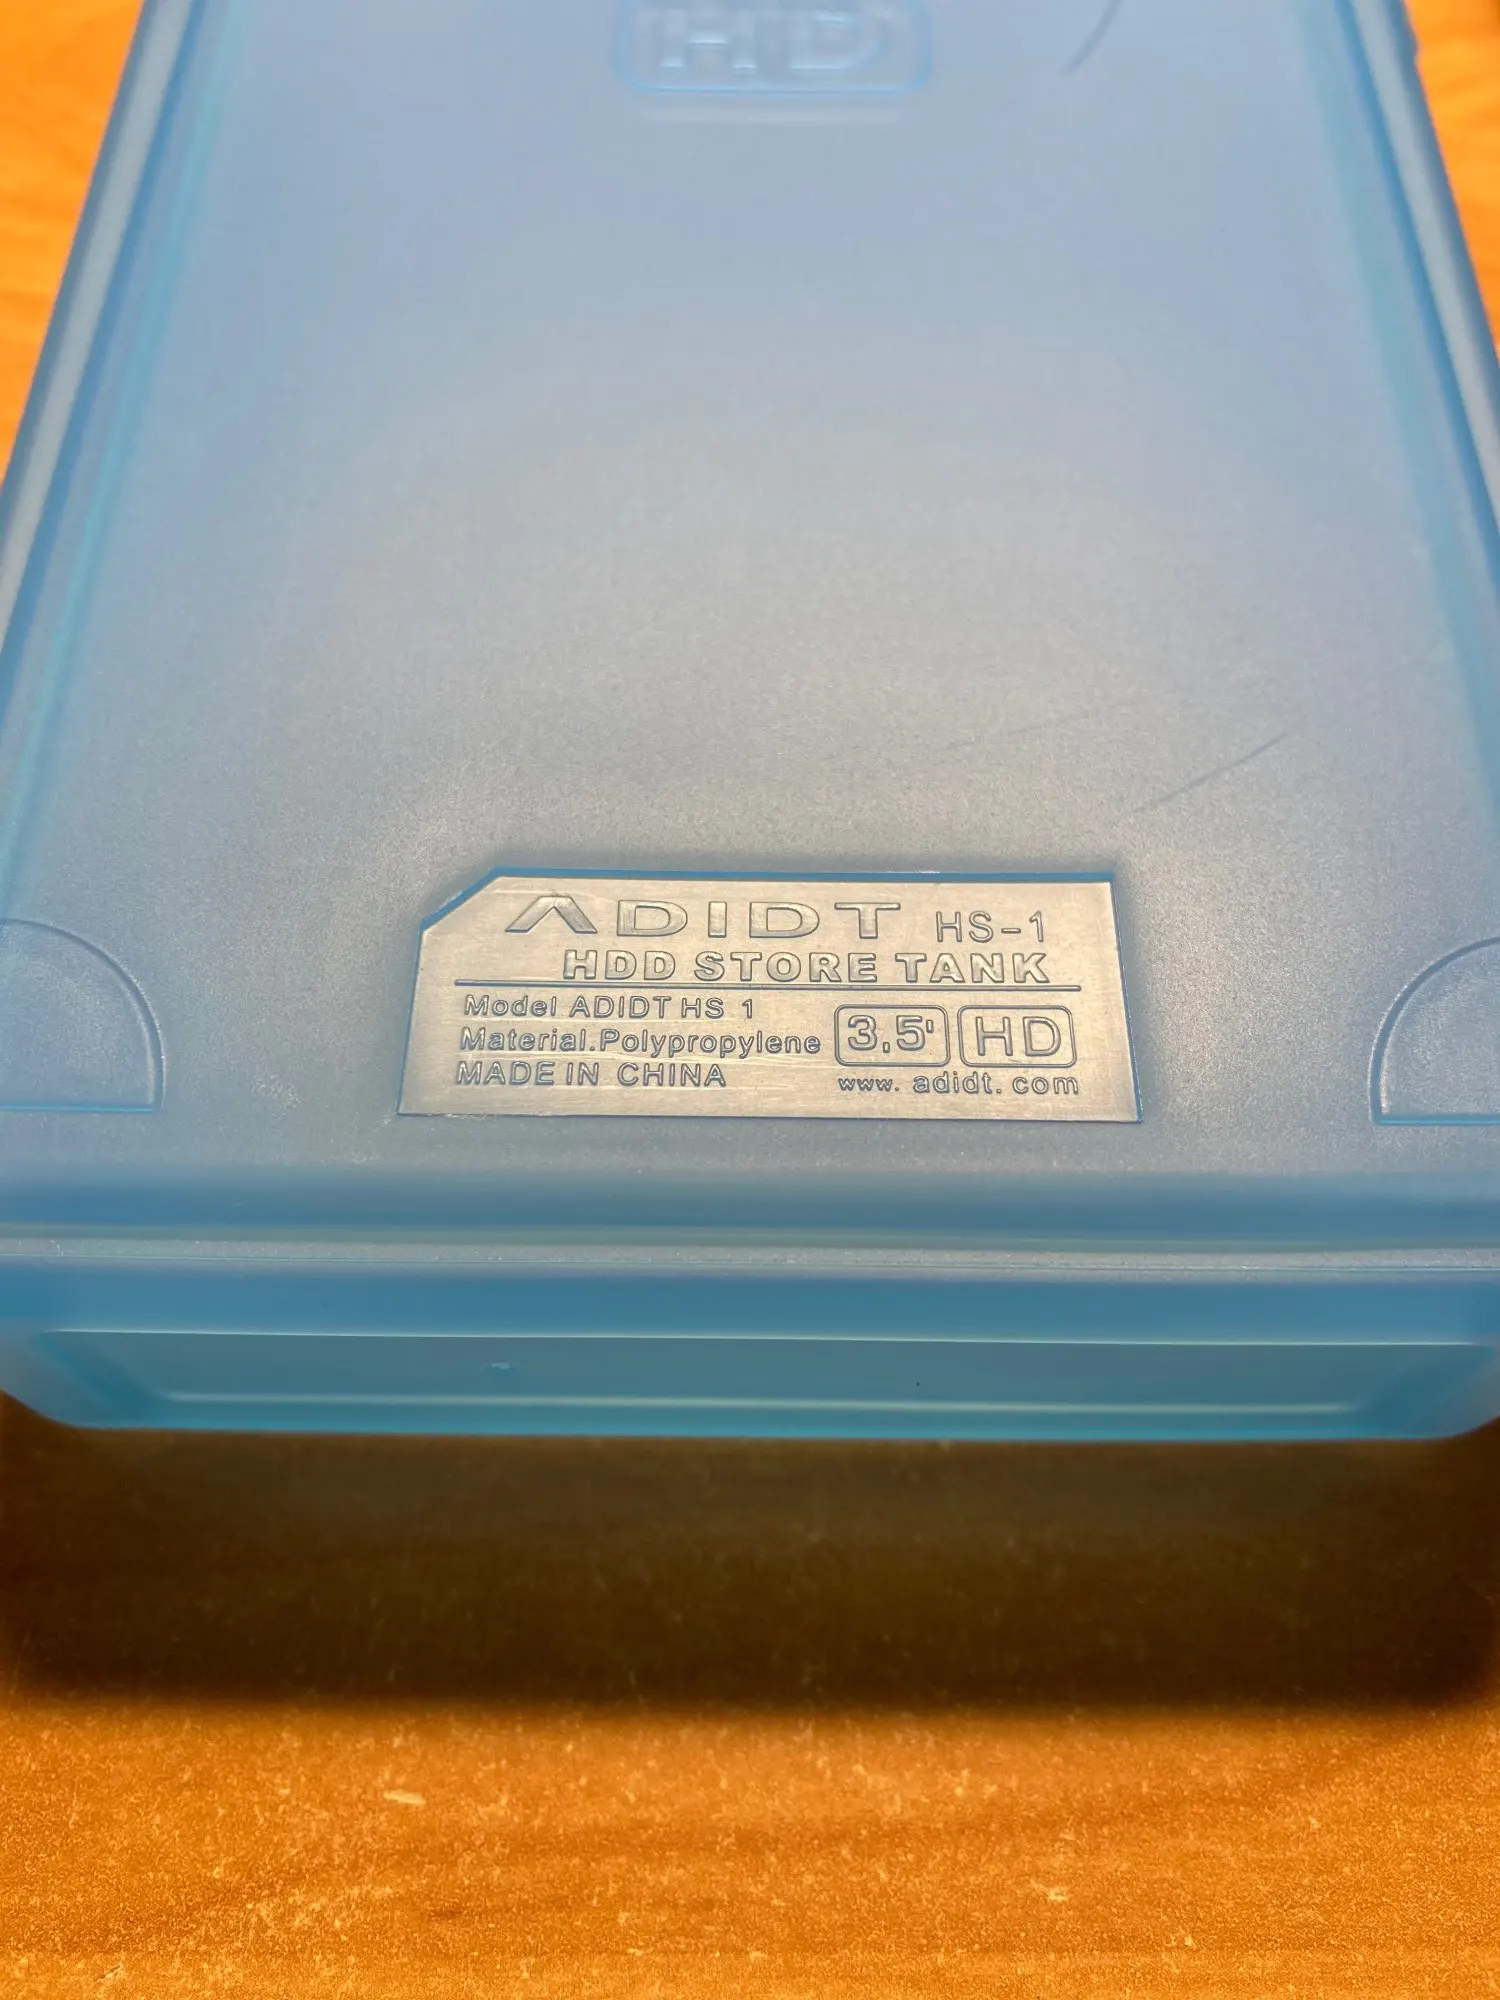 HD
ADIDT HS-1
HDD STORE TANK
Model ADIDT HS 1
Material.Polypropylene
MADE IN CHINA
3,5' HD
www. adidt. com